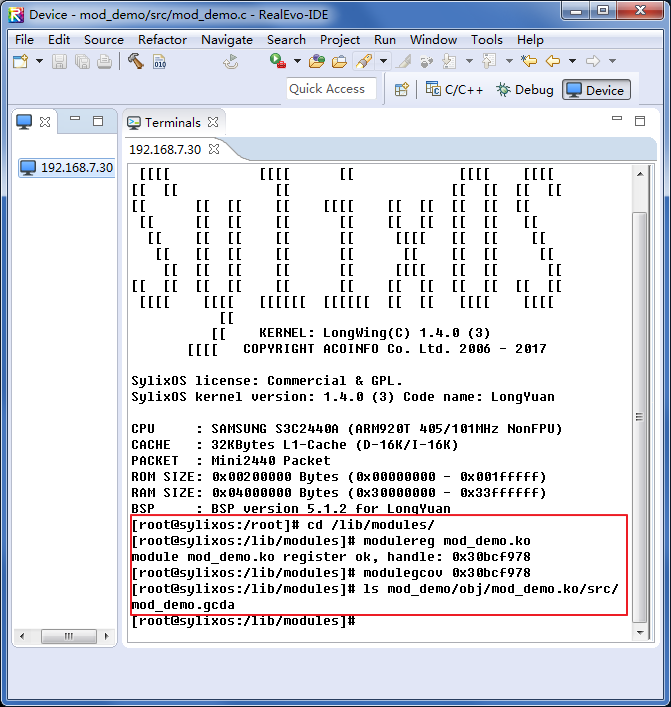 Device - mod_demo/src/mod_demo.c - RealEvo-IDE
File Edit Source Refactor Navigate Search Project Run Window Tools Help
010
Quick Access
C/C++
Debug
Device
Terminals
192.168.7.30
192.168.7.30
[[[[ [[[[ [[ [[[[ [[[[
[[ [[ [[ [[ [[ [[ [[
[[ [[ [[ [[ [[[[ [[ [[ [[ [[ [[
[[ [[ [[ [[ [[ [[ [[ [[ [[ [[
[[ [[ [[ [[ [[ [[[[ [[ [[ [[
[[ [[ [[ [[ [[ [[ [[ [[ [[
[[ [[ [[ [[ [[ [[[[ [[ [[ [[
[[ [[ [[ [[ [[ [[ [[ [[ [[ [[ [[ [[
[[[[ [[[[ [[[[[[ [[[[[[ [[ [[ [[[[ [[[[
[[
[[ KERNEL: LongWing(C) 1.4.0 (3)
[[[[ COPYRIGHT ACOINFO Co. Ltd. 2006 - 2017
SylixOS license: Commercial & GPL.
SylixOS kernel version: 1.4.0 (3) Code name: LongYuan
CPU : SAMSUNG S3C2440A (ARM920T 405/101MHz NonFPU)
CACHE : 32KBytes L1-Cache (D-16K/I-16K)
PACKET : Mini2440 Packet
ROM SIZE: 0x00200000 Bytes (0x00000000 - 0x001fffff)
RAM SIZE: 0x04000000 Bytes (0x30000000 - 0x33ffffff)
BSP : BSP version 5.1.2 for LongYuan
[root@sylixos:/root]# cd /lib/modules/
[root@sylixos:/lib/modules]# modulereg mod_demo.ko
module mod_demo.ko register ok, handle: 0x30bcf978
[root@sylixos:/lib/modules]# modulegcov 0x30bcf978
[root@sylixos:/lib/modules]# ls mod_demo/obj/mod_demo.ko/src/
mod_demo.gcda
[root@sylixos:/lib/modules]#